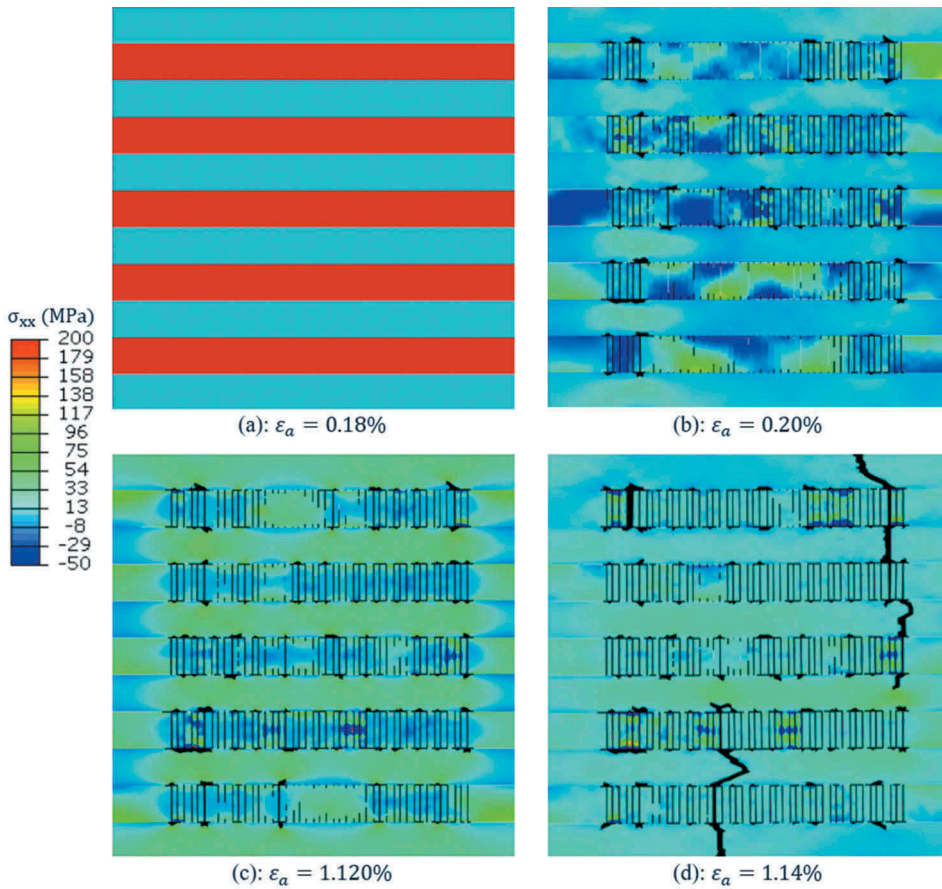 σxx (MPa)
200
179
158
138
117
96
75
54
33
13
-8
-29
-50
(a): εa = 0.18%
(b): εa = 0.20%
(c): εa = 1.120%
(d): εa = 1.14%